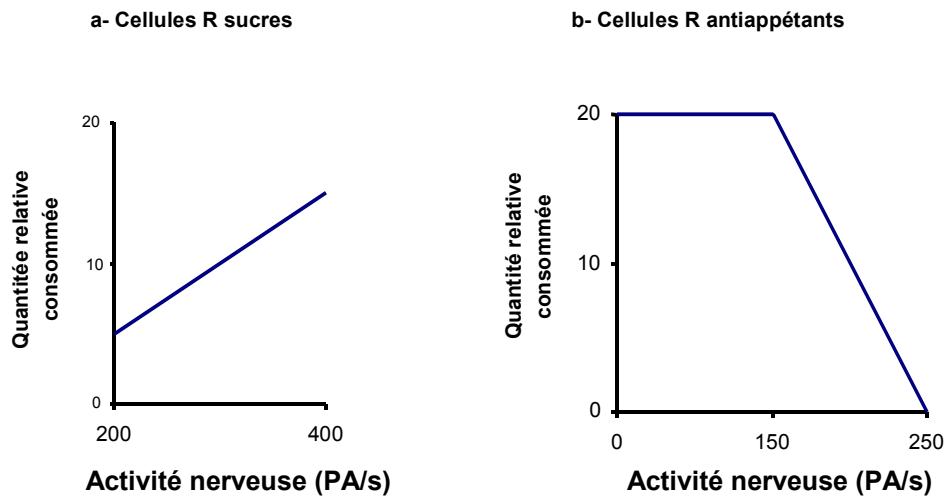 a- Cellules R sucres
Quantitée relative
consommée
20
10
0
200
400
Activité nerveuse (PA/s)
b- Cellules R antiappétants
Quantité relative
consommée
20
10
0
0
150
250
Activité nerveuse (PA/s)